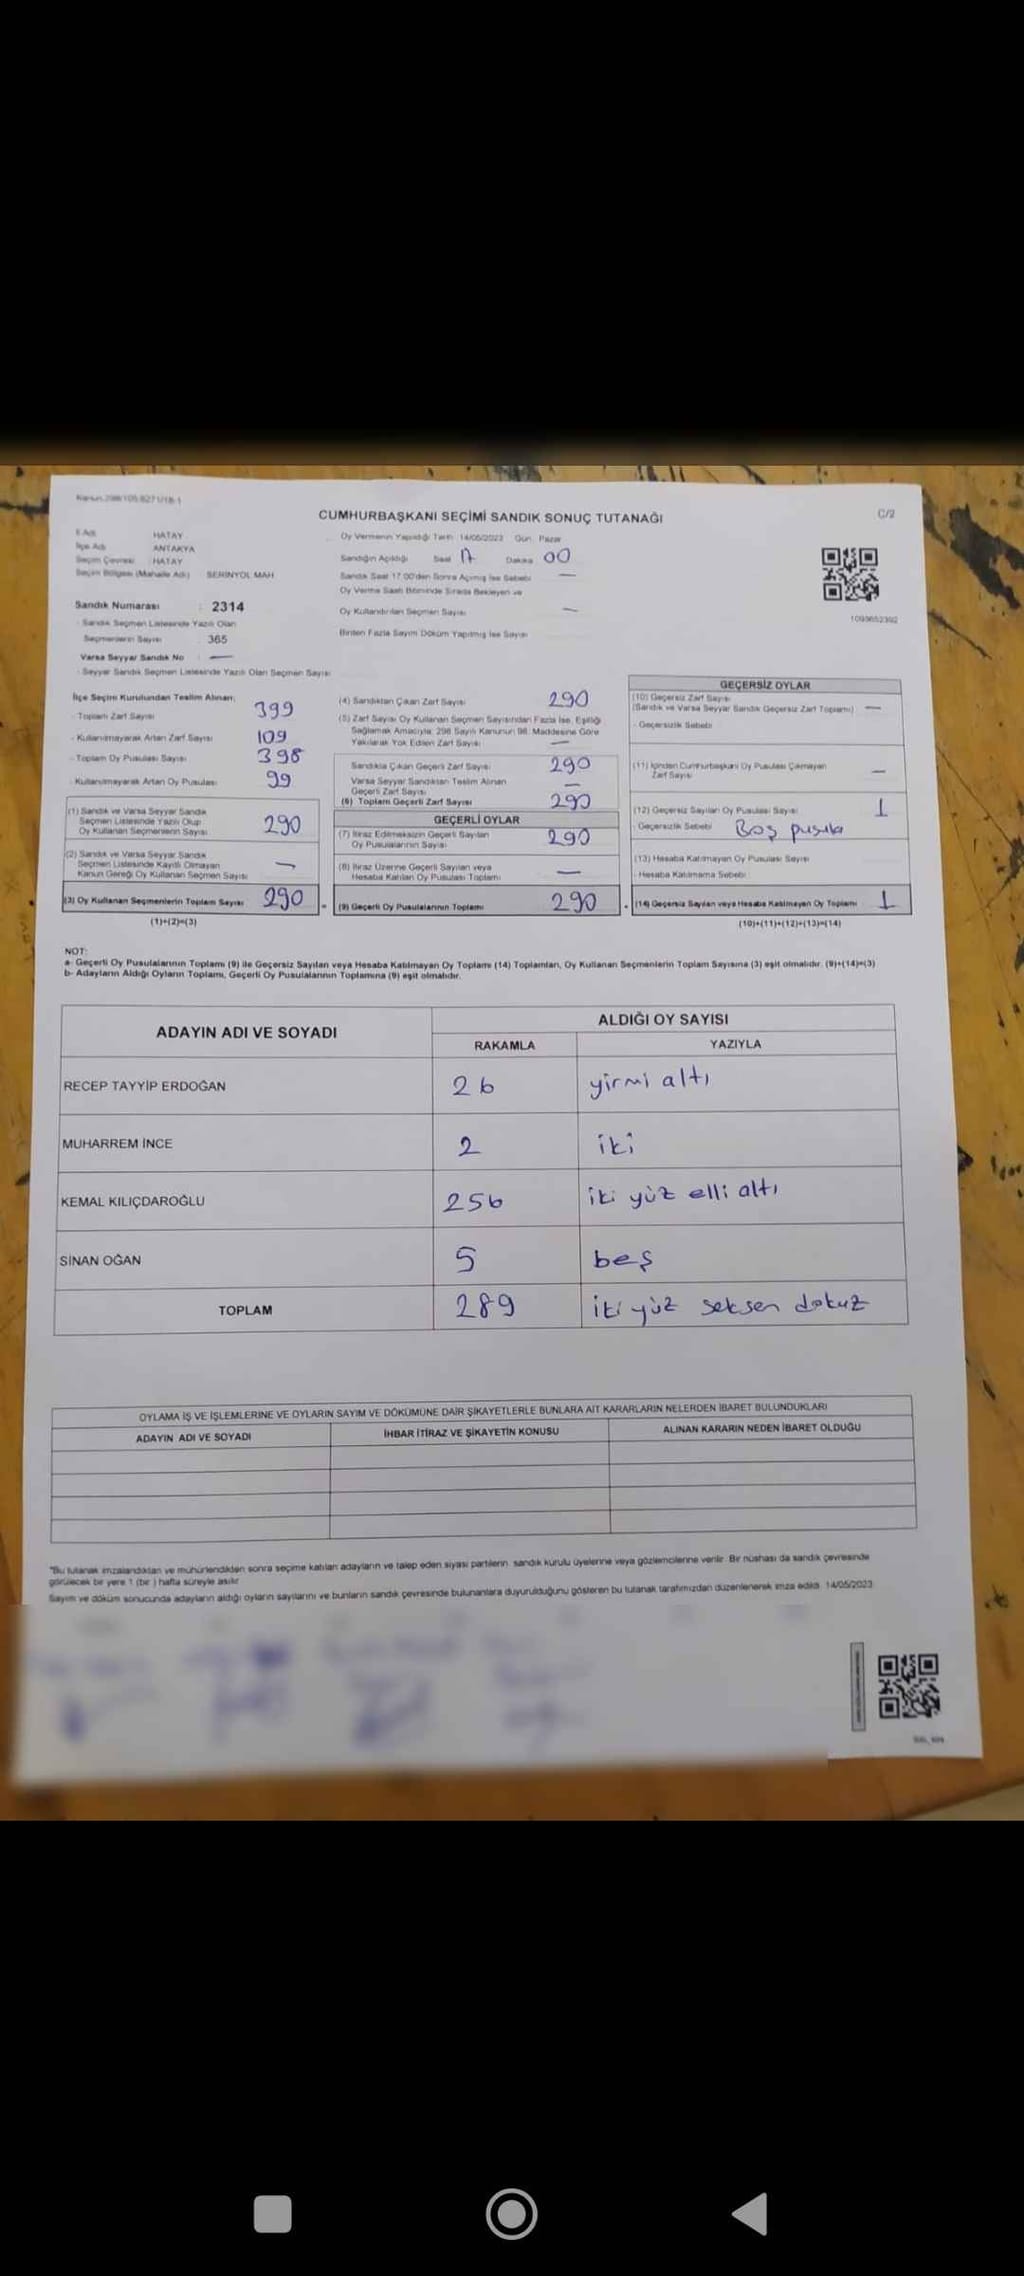 Kanun 298/105 827 U/18-1
C/2
CUMHURBAŞKANI SEÇİMİ SANDIK SONUÇ TUTANAĞI
İl Adı HATAY
İlçe Adı ANTAKYA
Seçim Çevresi HATAY
Seçim Bölgesi (Mahalle Adı) SERİNYOL MAH.
Sandık Numarası : 2314
- Sandık Seçmen Listesinde Yazılı Olan
Seçmenlerin Sayısı : 365
Varsa Seyyar Sandık No : —
- Seyyar Sandık Seçmen Listesinde Yazılı Olan Seçmen Sayısı
Oy Vermenin Yapıldığı Tarih 14/05/2023 Gün Pazar
Sandığın Açıldığı Saat 17 Dakika 00
Sandık Saat 17:00'den Sonra Açılmış İse Sebebi —
Oy Verme Saati Bitiminde Sırada Bekleyen ve
Oy Kullandırılan Seçmen Sayısı —
Birden Fazla Sayım Döküm Yapılmış İse Sayısı
1093652302
İlçe Seçim Kurulundan Teslim Alınan;
- Toplam Zarf Sayısı 399
- Kullanılmayarak Artan Zarf Sayısı 109
- Toplam Oy Pusulası Sayısı 398
- Kullanılmayarak Artan Oy Pusulası 99
(1) Sandık ve Varsa Seyyar Sandık
Seçmen Listesinde Yazılı Olup
Oy Kullanan Seçmenlerin Sayısı 290
(2) Sandık ve Varsa Seyyar Sandık
Seçmen Listesinde Kayıtlı Olmayan
Kanun Gereği Oy Kullanan Seçmen Sayısı —
(3) Oy Kullanan Seçmenlerin Toplam Sayısı 290
(1)+(2)=(3)
(4) Sandıktan Çıkan Zarf Sayısı 290
(5) Zarf Sayısı Oy Kullanan Seçmen Sayısından Fazla İse, Eşitliği
Sağlamak Amacıyla; 298 Sayılı Kanunun 98. Maddesine Göre
Yakılarak Yok Edilen Zarf Sayısı —
Sandıkta Çıkan Geçerli Zarf Sayısı 290
Varsa Seyyar Sandıktan Teslim Alınan
Geçerli Zarf Sayısı —
(6) Toplam Geçerli Zarf Sayısı 290
GEÇERLİ OYLAR
(7) İtiraz Edilmeksizin Geçerli Sayılan
Oy Pusulalarının Sayısı 290
(8) İtiraz Üzerine Geçerli Sayılan veya
Hesaba Katılan Oy Pusulası Toplamı —
(9) Geçerli Oy Pusulalarının Toplamı 290
GEÇERSİZ OYLAR
(10) Geçersiz Zarf Sayısı
(Sandık ve Varsa Seyyar Sandık Geçersiz Zarf Toplamı) —
- Geçersizlik Sebebi
(11) İçinden Cumhurbaşkanı Oy Pusulası Çıkmayan
Zarf Sayısı —
(12) Geçersiz Sayılan Oy Pusulası Sayısı 1
- Geçersizlik Sebebi Boş pusula
(13) Hesaba Katılmayan Oy Pusulası Sayısı
- Hesaba Katılmama Sebebi
(14) Geçersiz Sayılan veya Hesaba Katılmayan Oy Toplamı 1
(10)+(11)+(12)+(13)=(14)
NOT:
a- Geçerli Oy Pusulalarının Toplamı (9) ile Geçersiz Sayılan veya Hesaba Katılmayan Oy Toplamı (14) Toplamları, Oy Kullanan Seçmenlerin Toplam Sayısına (3) eşit olmalıdır. (9)+(14)=(3)
b- Adayların Aldığı Oyların Toplamı, Geçerli Oy Pusulalarının Toplamına (9) eşit olmalıdır.
ADAYIN ADI VE SOYADI
ALDIĞI OY SAYISI
RAKAMLA YAZIYLA
RECEP TAYYİP ERDOĞAN 26 yirmi altı
MUHARREM İNCE 2 iki
KEMAL KILIÇDAROĞLU 256 iki yüz elli altı
SİNAN OĞAN 5 beş
TOPLAM 289 iki yüz seksen dokuz
OYLAMA İŞ VE İŞLEMLERİNE VE OYLARIN SAYIM VE DÖKÜMÜNE DAİR ŞİKAYETLERLE BUNLARA AİT KARARLARIN NELERDEN İBARET BULUNDUKLARI
ADAYIN ADI VE SOYADI İHBAR İTİRAZ VE ŞİKAYETİN KONUSU ALINAN KARARIN NEDEN İBARET OLDUĞU
*Bu tutanak imzalandıktan ve mühürlendikten sonra seçime katılan adayların ve talep eden siyasi partilerin sandık kurulu üyelerine veya gözlemcilerine verilir. Bir nüshası da sandık çevresinde
görülecek bir yere 1 (bir) hafta süreyle asılır.
Sayım ve döküm sonucunda adayların aldığı oyların sayılarını ve bunların sandık çevresinde bulunanlara duyurulduğunu gösteren bu tutanak tarafımızdan düzenlenerek imza edildi. 14/05/2023